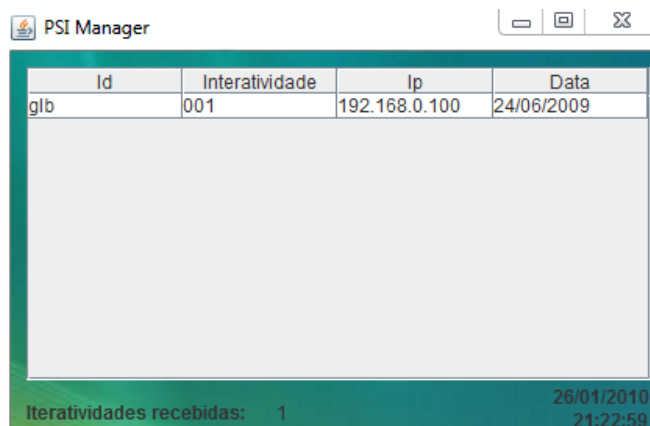 PSI Manager
Id Interatividade Ip Data
glb 001 192.168.0.100 24/06/2009
Iteratividades recebidas: 1
26/01/2010
21:22:59